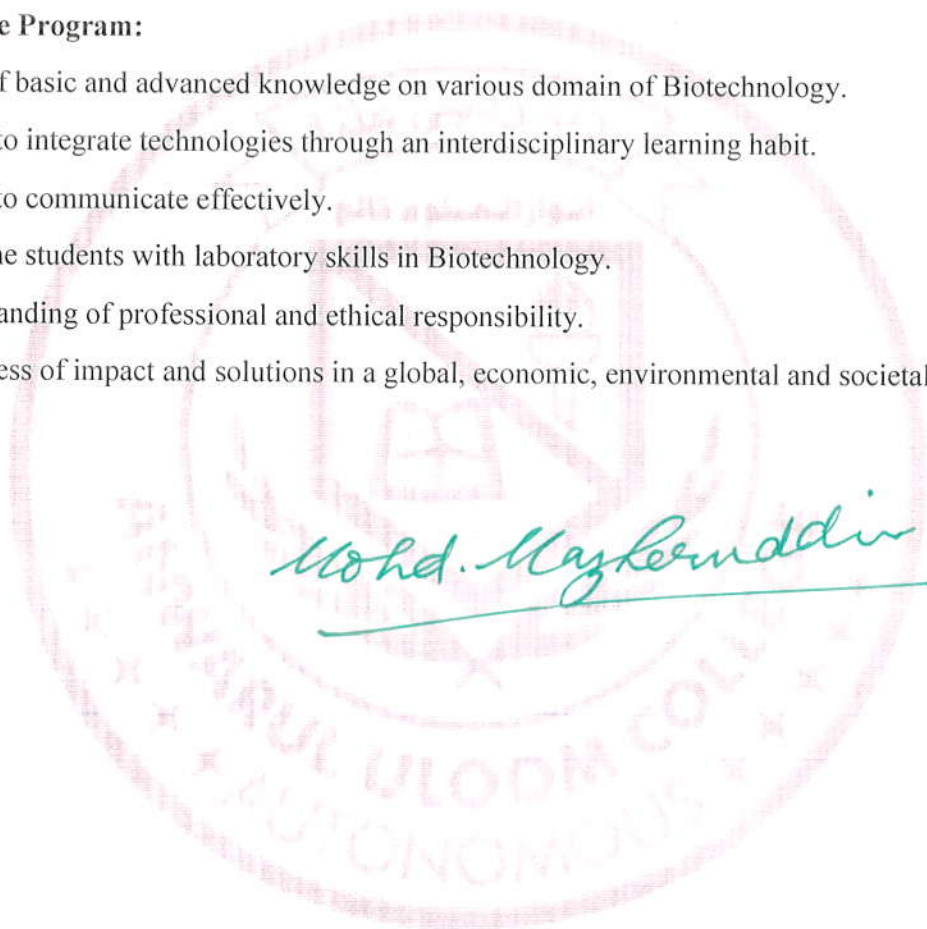 e Program:
f basic and advanced knowledge on various domain of Biotechnology.
to integrate technologies through an interdisciplinary learning habit.
to communicate effectively.
he students with laboratory skills in Biotechnology.
anding of professional and ethical responsibility.
ess of impact and solutions in a global, economic, environmental and societal
Mohd. Mazheruddin
ULOOM COLL
AUTONOMOUS